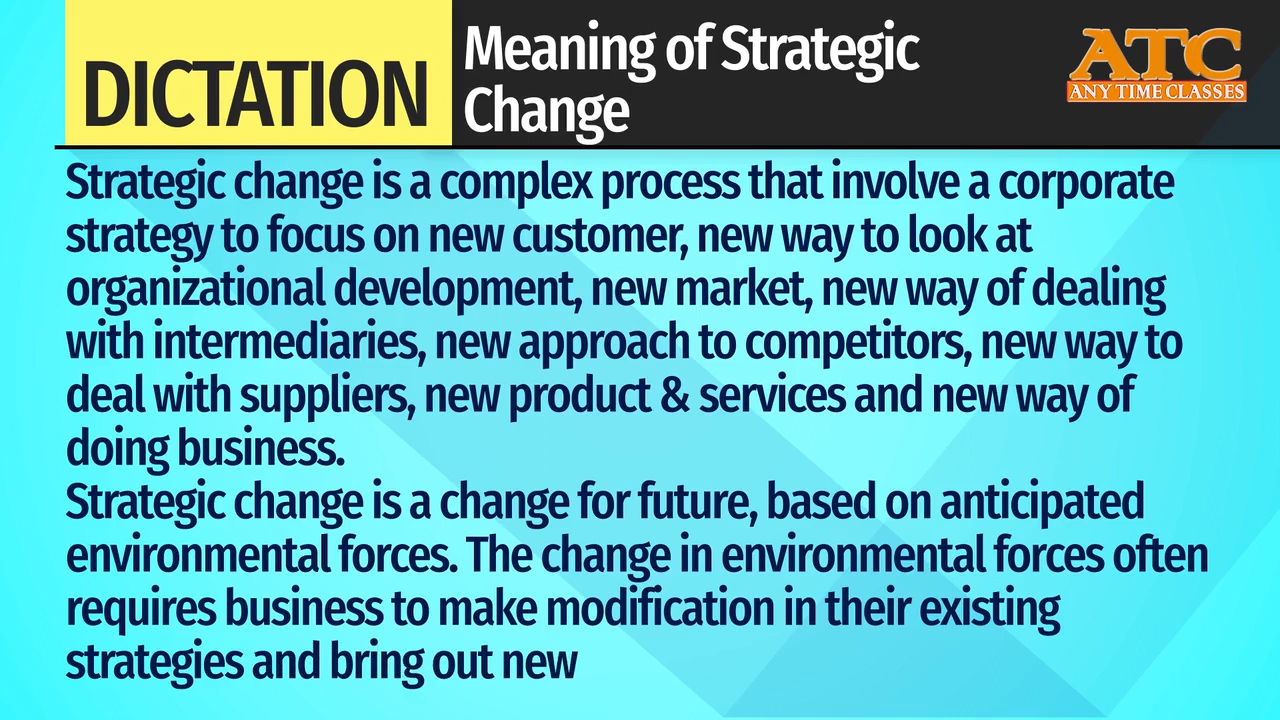 DICTATION
Meaning of Strategic
Change
ATC
ANY TIME CLASSES
Strategic change is a complex process that involve a corporate
strategy to focus on new customer, new way to look at
organizational development, new market, new way of dealing
with intermediaries, new approach to competitors, new way to
deal with suppliers, new product & services and new way of
doing business.
Strategic change is a change for future, based on anticipated
environmental forces. The change in environmental forces often
requires business to make modification in their existing
strategies and bring out new